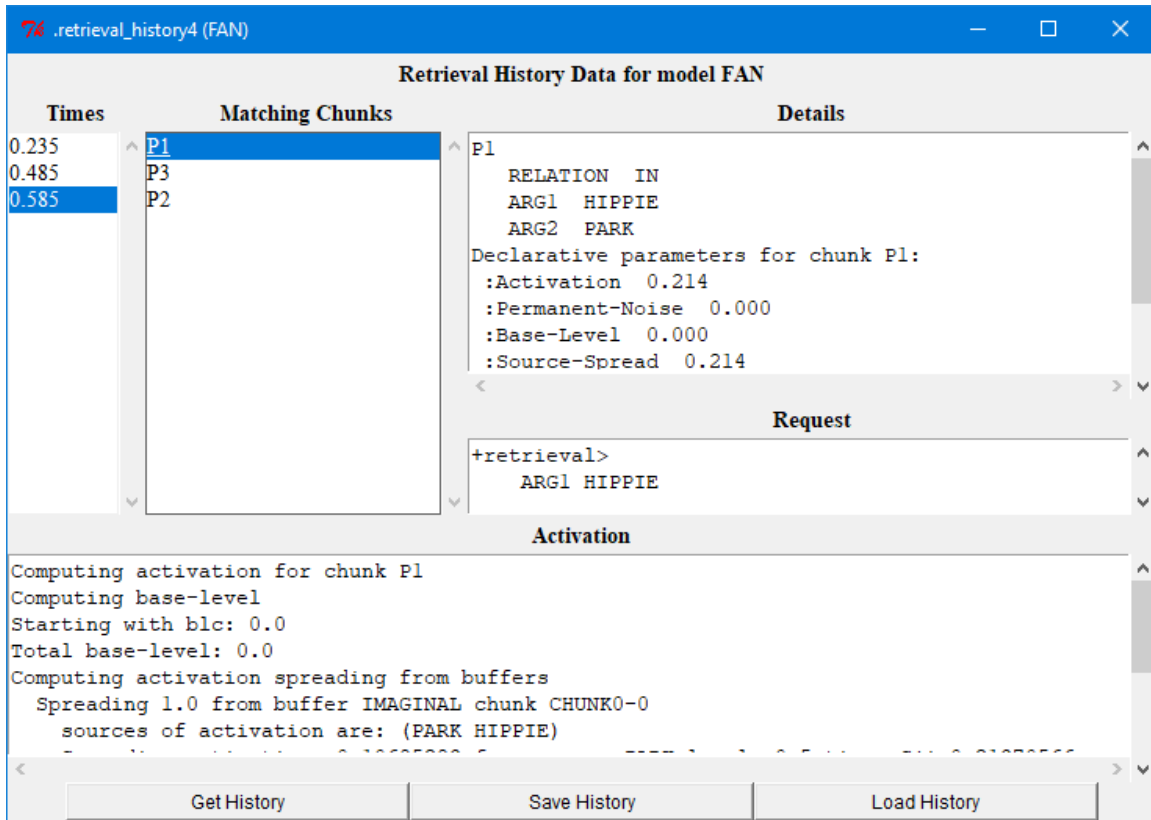 .retrieval_history4 (FAN)
Retrieval History Data for model FAN
Times
Matching Chunks
Details
0.235
0.485
0.585
P1
P3
P2
P1
RELATION IN
ARG1 HIPPIE
ARG2 PARK
Declarative parameters for chunk P1:
:Activation 0.214
:Permanent-Noise 0.000
:Base-Level 0.000
:Source-Spread 0.214
Request
+retrieval>
ARG1 HIPPIE
Activation
Computing activation for chunk P1
Computing base-level
Starting with blc: 0.0
Total base-level: 0.0
Computing activation spreading from buffers
Spreading 1.0 from buffer IMAGINAL chunk CHUNK0-0
sources of activation are: (PARK HIPPIE)
Get History
Save History
Load History